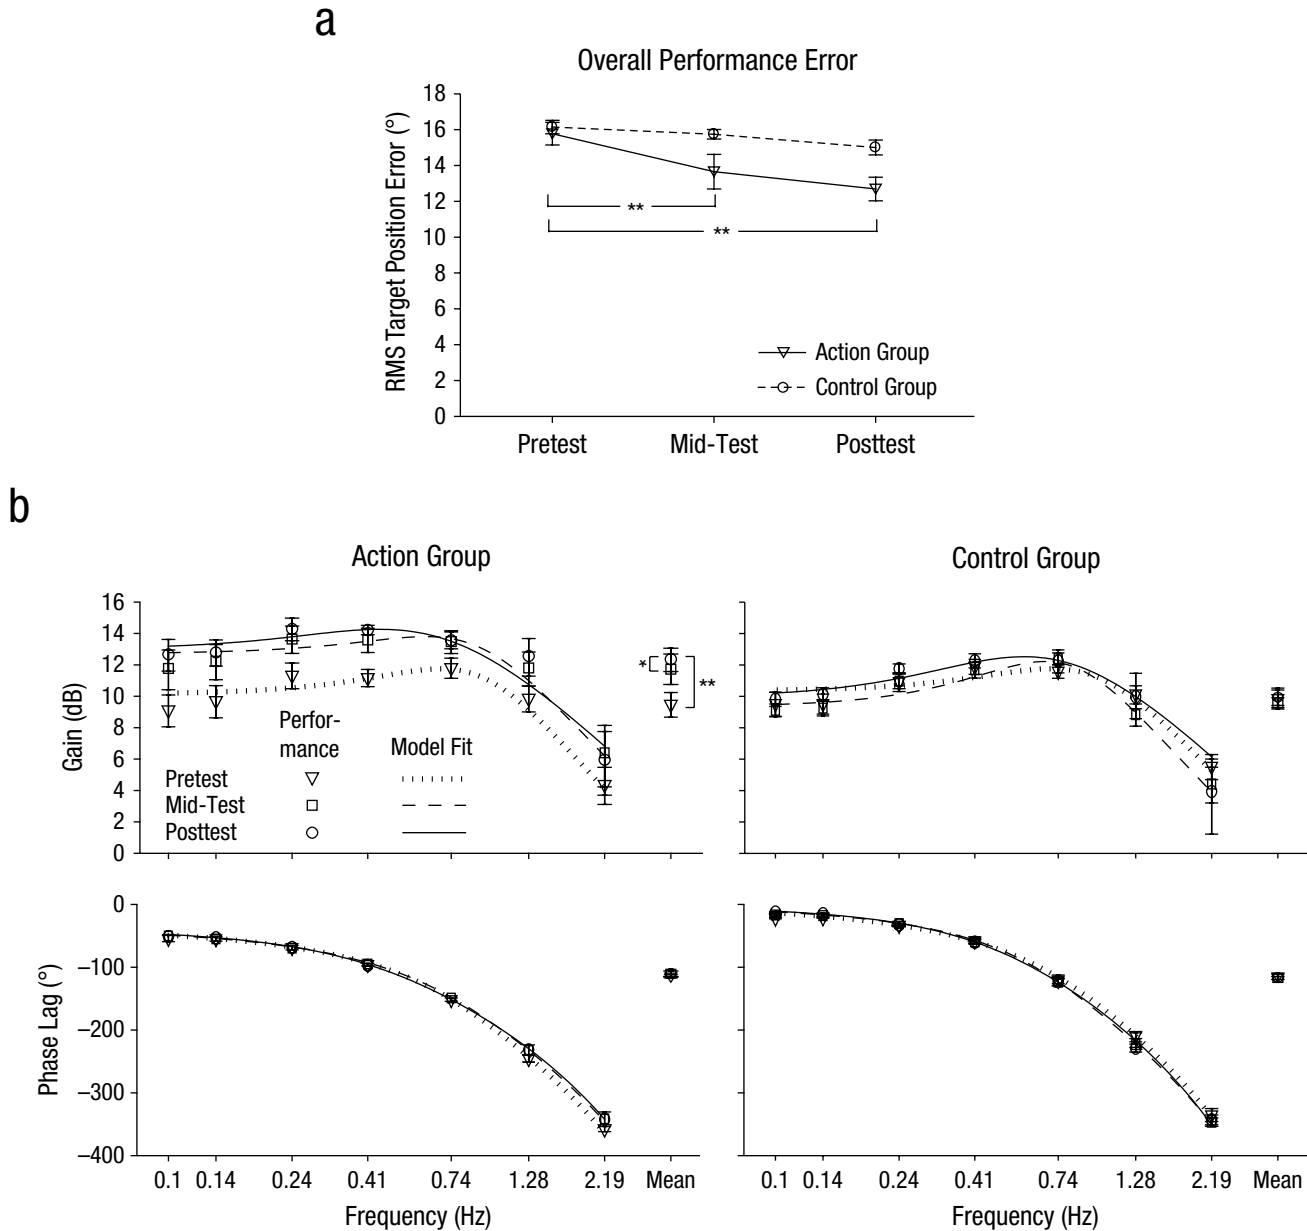 a
Overall Performance Error
RMS Target Position Error (°)
18
16
14
12
10
8
6
4
2
0
**
**
Action Group
Control Group
Pretest
Mid-Test
Posttest
b
Action Group
Control Group
Gain (dB)
16
14
12
10
8
6
4
2
0
*
**
Perfor-
mance
Model Fit
Pretest
Mid-Test
Posttest
Phase Lag (°)
0
–100
–200
–300
–400
0.1 0.14 0.24 0.41 0.74 1.28 2.19 Mean
0.1 0.14 0.24 0.41 0.74 1.28 2.19 Mean
Frequency (Hz)
Frequency (Hz)